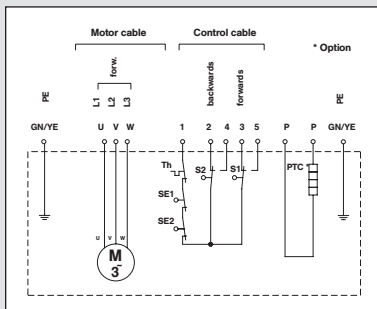 Motor cable Control cable
* Option
forw.
backwards
forwards
PE L1 L2 L3 PE
GN/YE U V W 1 2 4 3 5 P P GN/YE
Th S2 S1 PTC *
SE1
SE2
U V W
M
3~